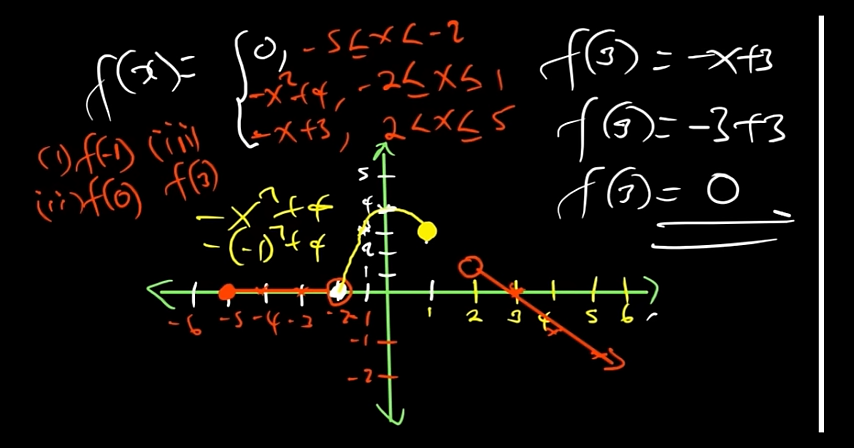 f(x) = { 0, -5 ≤ x < -2
-x² + 4, -2 ≤ x ≤ 1
-x + 3, 2 < x ≤ 5
(i) f(-1) (iii) f(3)
(ii) f(0)
f(3) = -x+3
f(3) = -3+3
f(3) = 0
-x² + 4
-(-1)² + 4
5
4
2
1
-6 -5 -4 -3 -2 -1 1 2 3 4 5 6
-1
-2